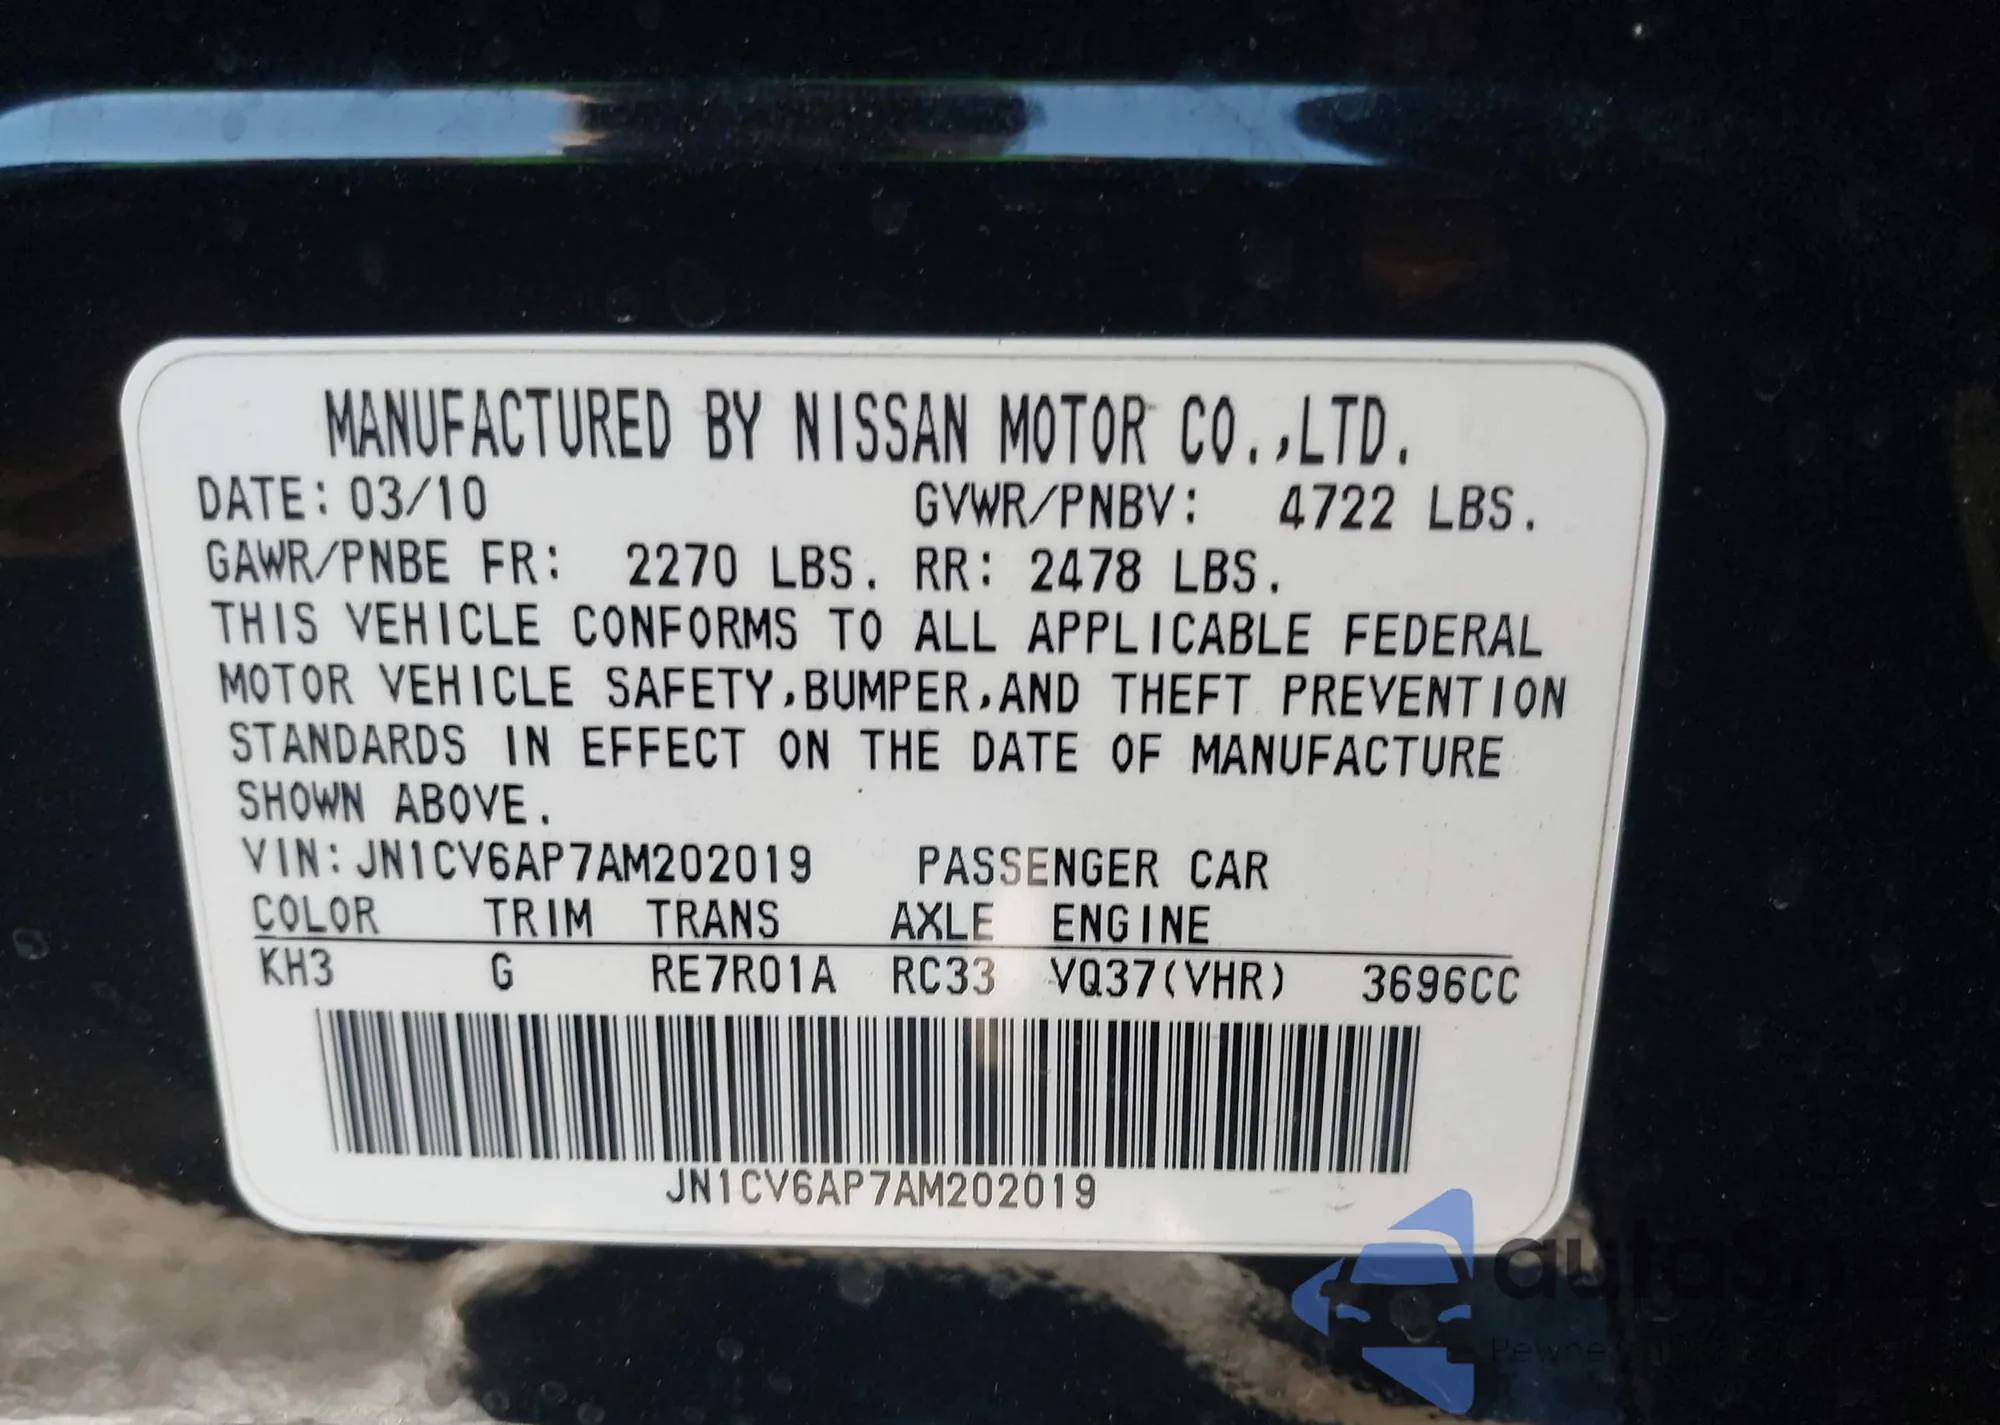 MANUFACTURED BY NISSAN MOTOR CO.,LTD.
DATE: 03/10 GVWR/PNBV: 4722 LBS.
GAWR/PNBE FR: 2270 LBS. RR: 2478 LBS.
THIS VEHICLE CONFORMS TO ALL APPLICABLE FEDERAL
MOTOR VEHICLE SAFETY,BUMPER,AND THEFT PREVENTION
STANDARDS IN EFFECT ON THE DATE OF MANUFACTURE
SHOWN ABOVE.
VIN: JN1CV6AP7AM202019 PASSENGER CAR
COLOR TRIM TRANS AXLE ENGINE
KH3 G RE7R01A RC33 VQ37(VHR) 3696CC
JN1CV6AP7AM202019
autaSnap